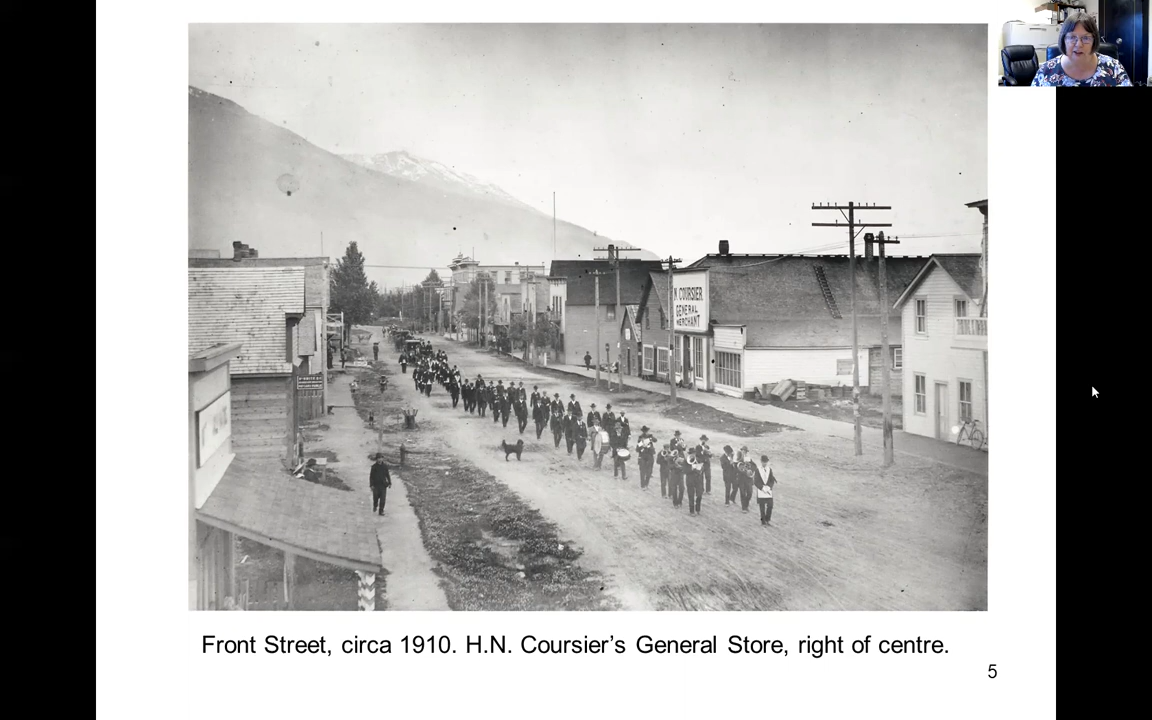 N. COURSIER
GENERAL
MERCHANT
Front Street, circa 1910. H.N. Coursier’s General Store, right of centre.
5